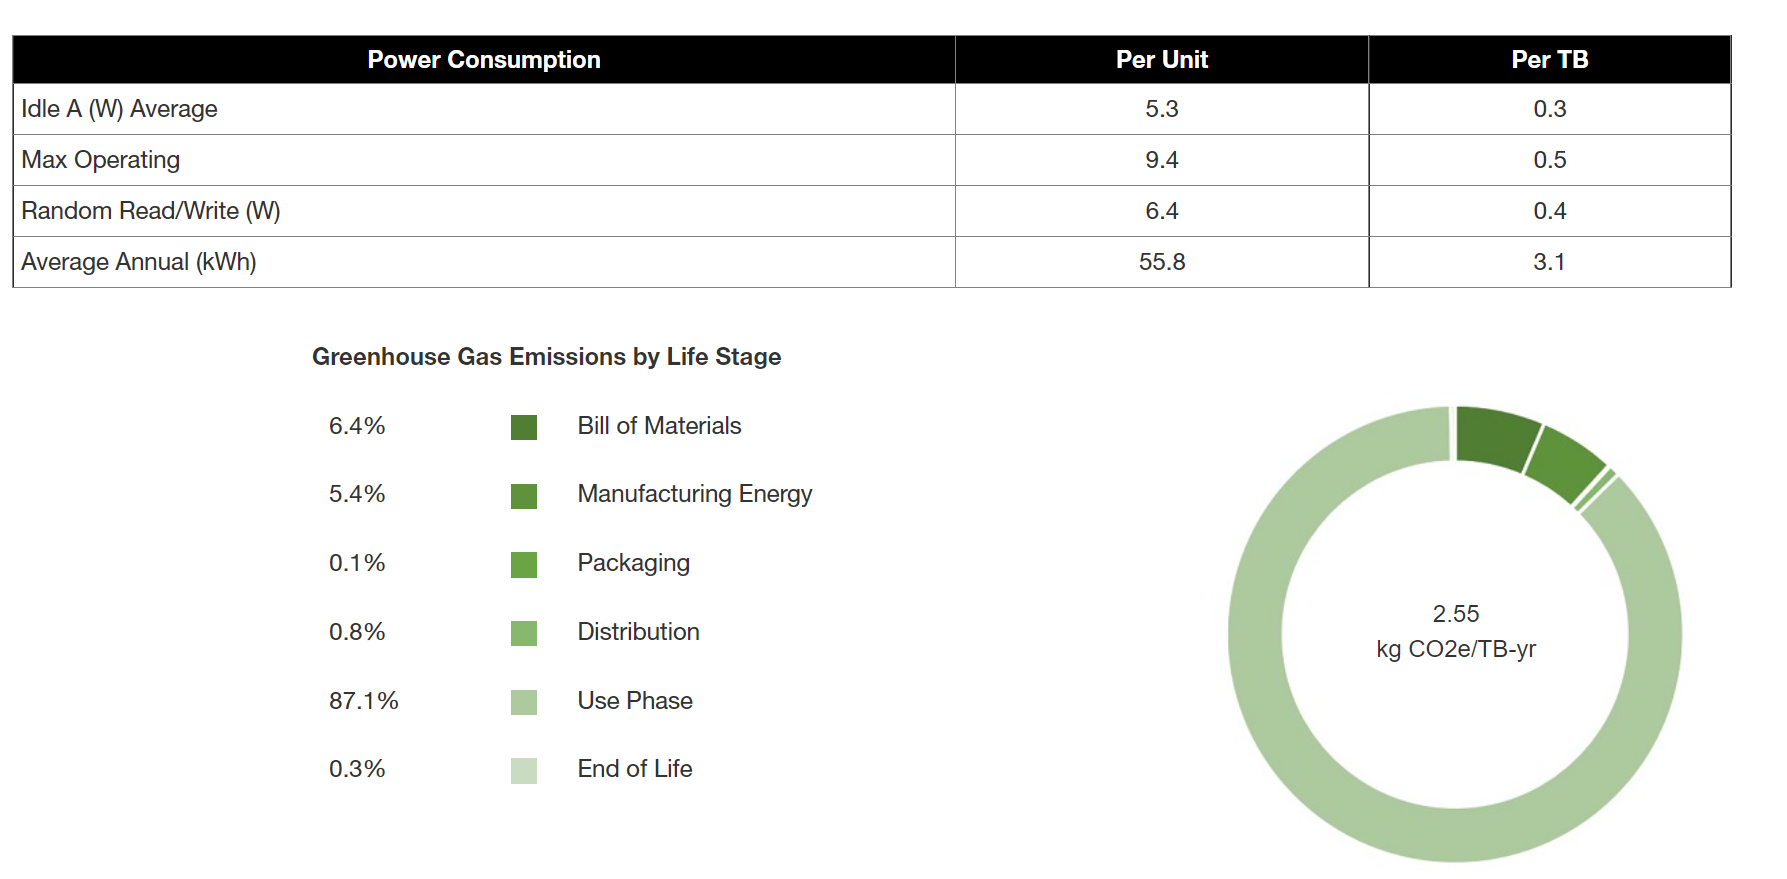 Power Consumption Per Unit Per TB
Idle A (W) Average 5.3 0.3
Max Operating 9.4 0.5
Random Read/Write (W) 6.4 0.4
Average Annual (kWh) 55.8 3.1
Greenhouse Gas Emissions by Life Stage
6.4% Bill of Materials
5.4% Manufacturing Energy
0.1% Packaging
0.8% Distribution
87.1% Use Phase
0.3% End of Life
2.55
kg CO2e/TB-yr